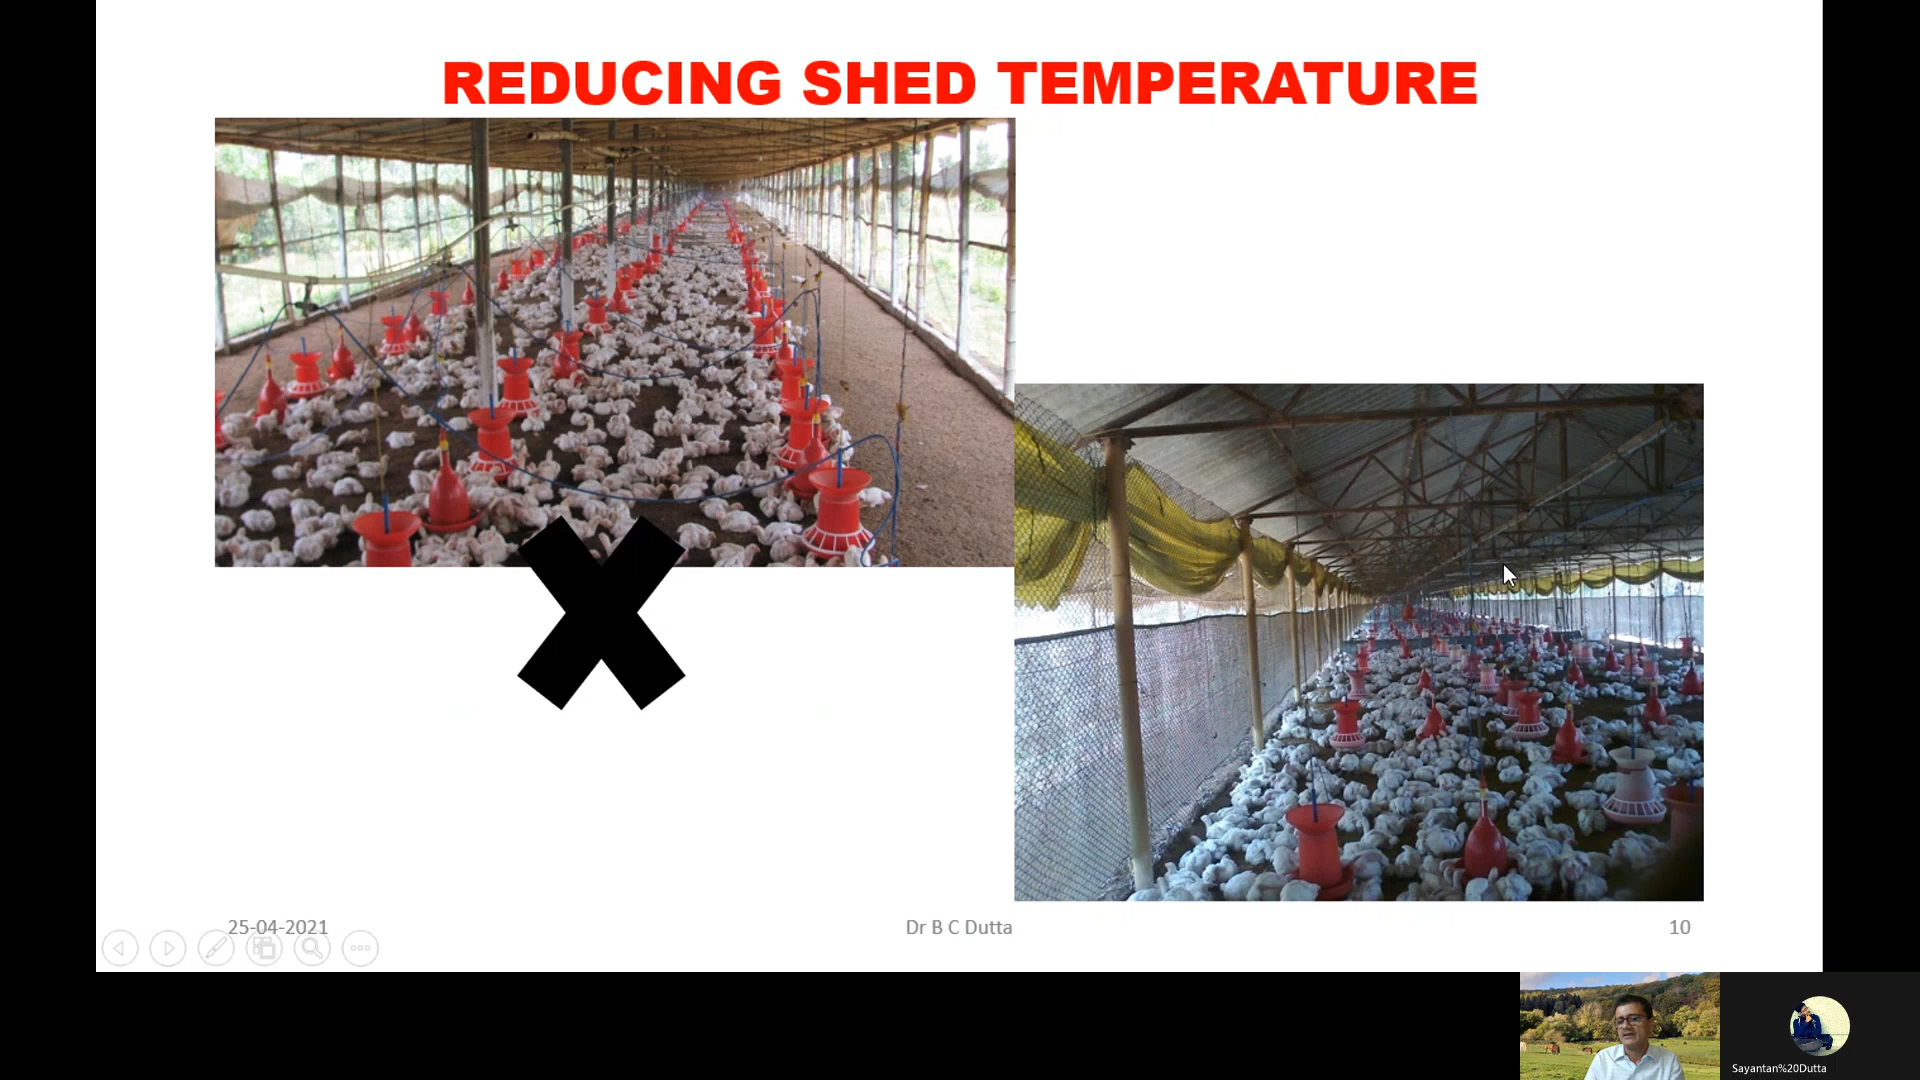 REDUCING SHED TEMPERATURE
25-04-2021
Dr B C Dutta
10
Sayantan%20Dutta